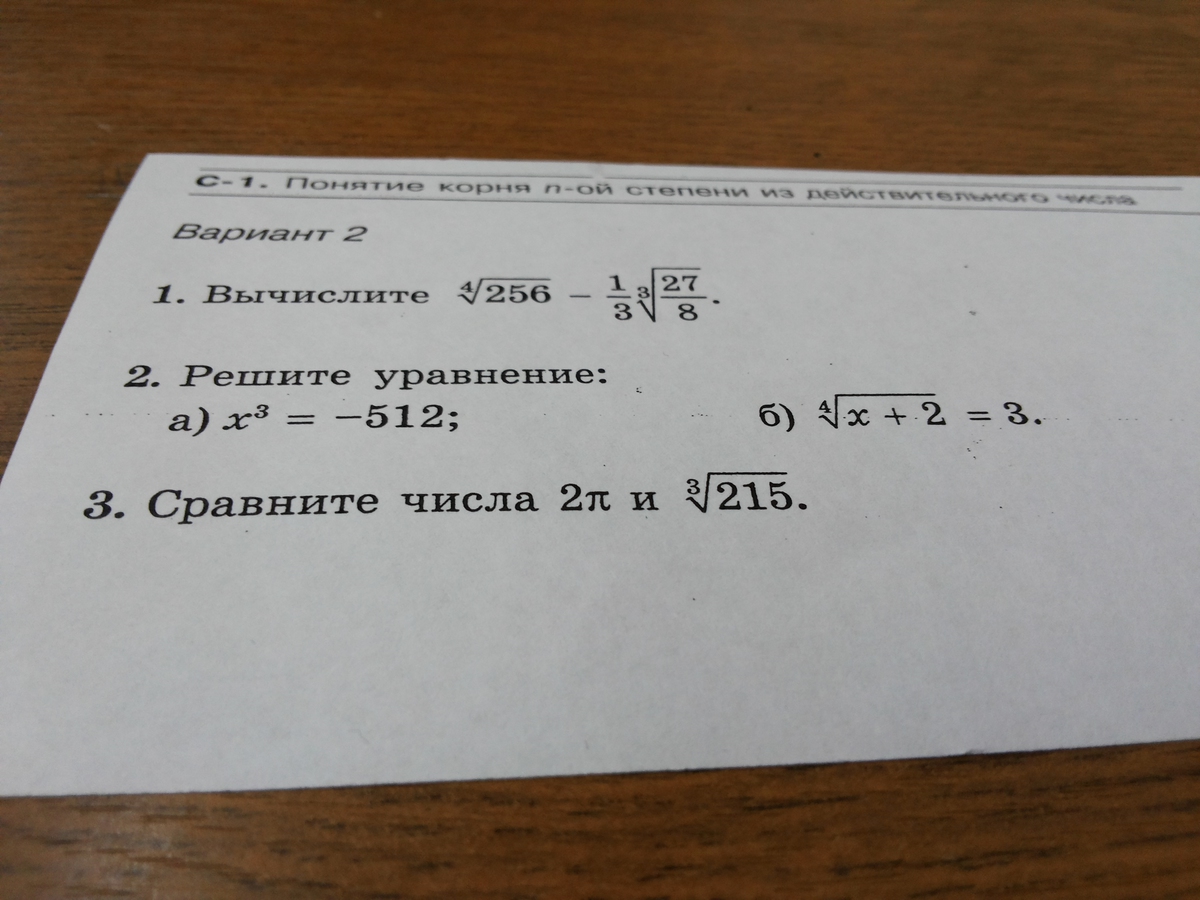 С-1. Понятие корня n-ой степени из действительного числа
Вариант 2
1. Вычислите ⁴√256 − 1/3 ³√(27/8).
2. Решите уравнение:
а) x³ = −512; б) ⁴√(x + 2) = 3.
3. Сравните числа 2π и ³√215.